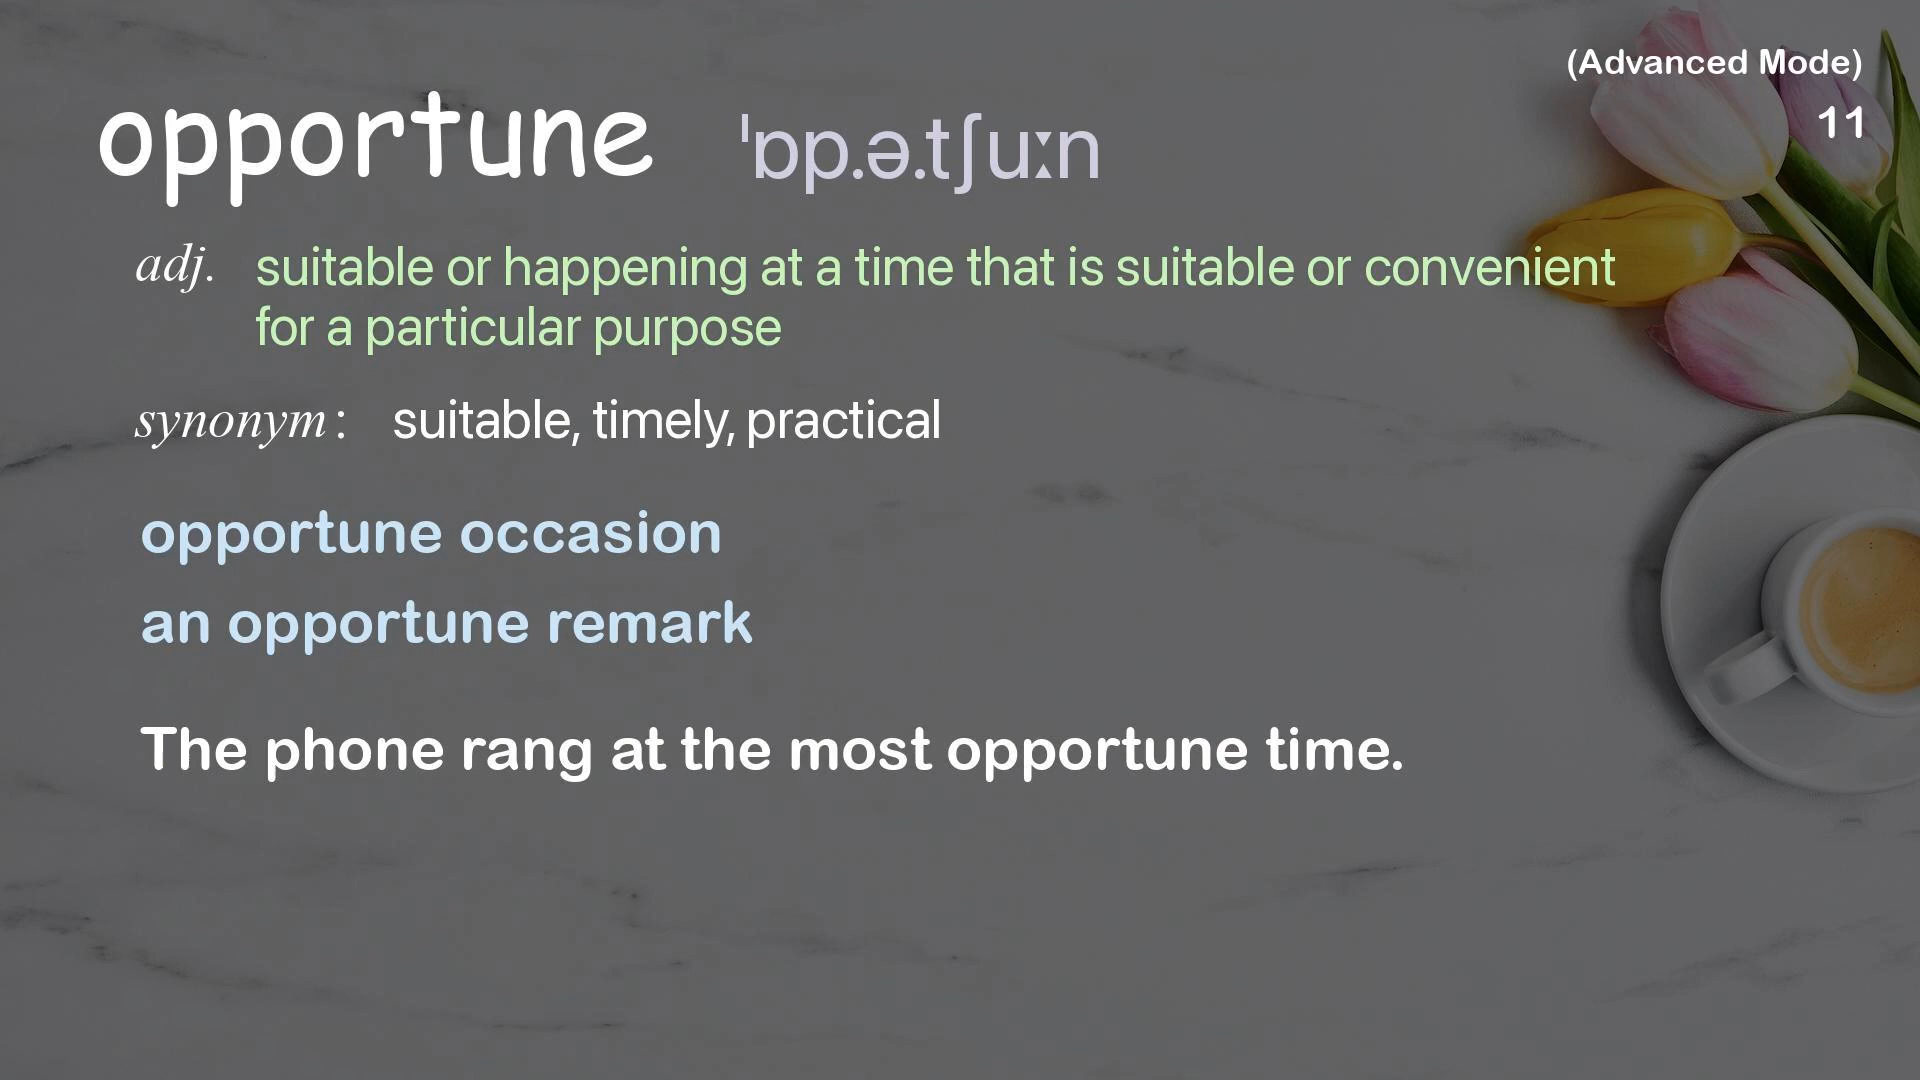 (Advanced Mode)
11
opportune ˈɒp.ə.tʃuːn
adj. suitable or happening at a time that is suitable or convenient
for a particular purpose
synonym: suitable, timely, practical
opportune occasion
an opportune remark
The phone rang at the most opportune time.